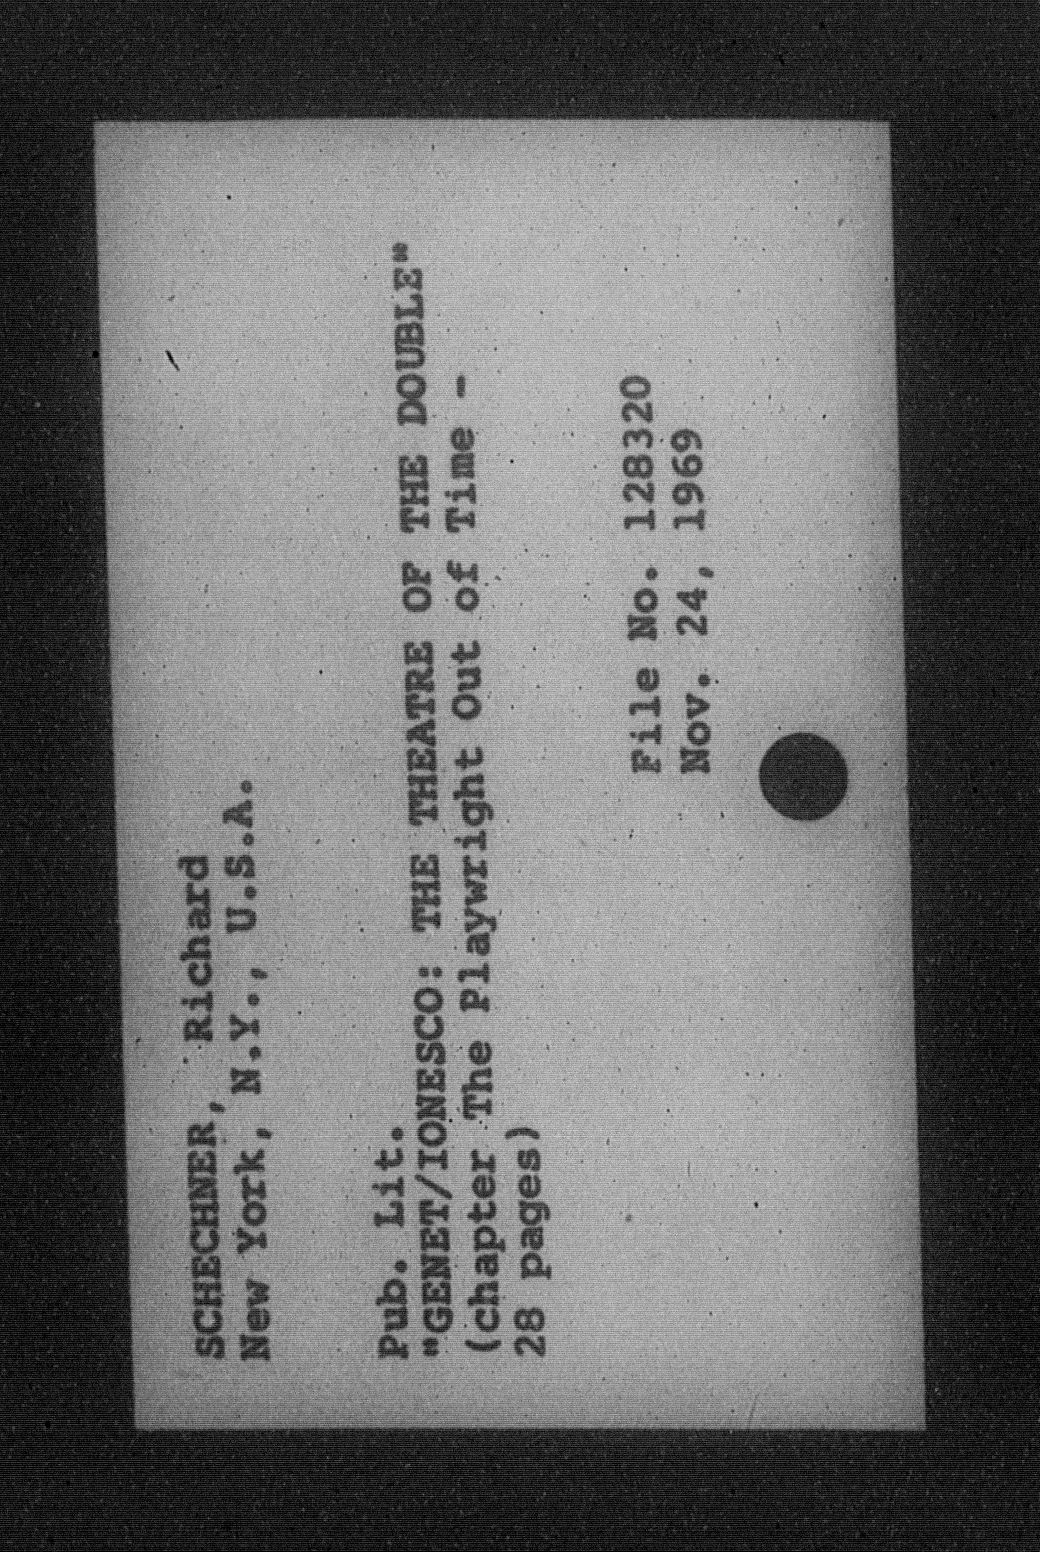 SCHECHNER, Richard
New York, N.Y., U.S.A.
Pub. Lit.
"GENET/IONESCO: THE THEATRE OF THE DOUBLE"
(chapter The Playwright Out of Time -
28 pages)
File No. 128320
Nov. 24, 1969